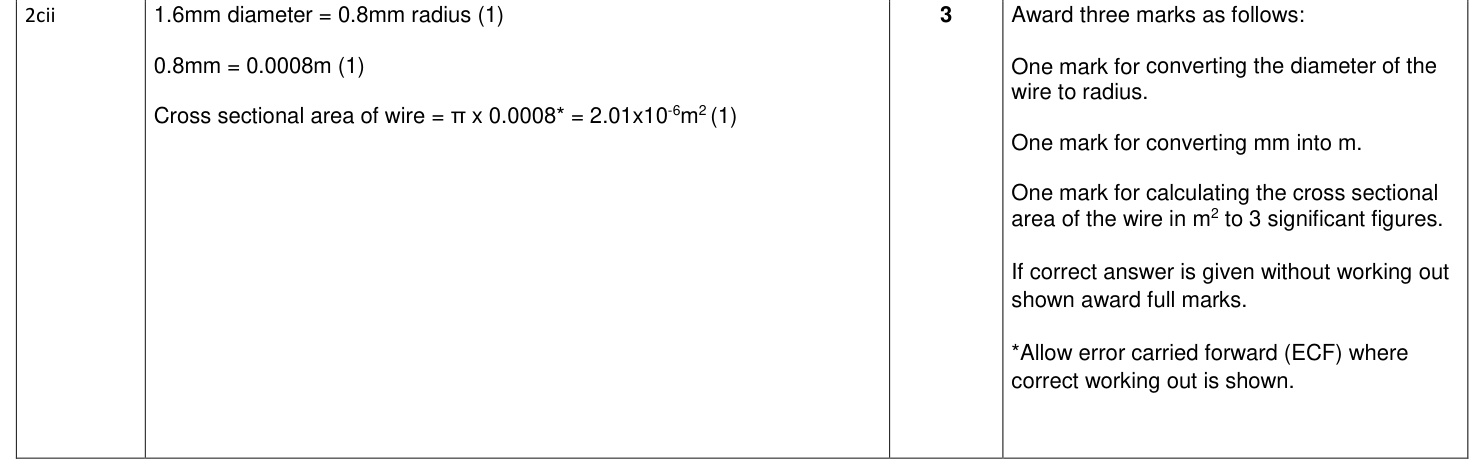 2cii
1.6mm diameter = 0.8mm radius (1)
0.8mm = 0.0008m (1)
Cross sectional area of wire = π x 0.0008* = 2.01x10⁻⁶m² (1)
3
Award three marks as follows:
One mark for converting the diameter of the
wire to radius.
One mark for converting mm into m.
One mark for calculating the cross sectional
area of the wire in m² to 3 significant figures.
If correct answer is given without working out
shown award full marks.
*Allow error carried forward (ECF) where
correct working out is shown.